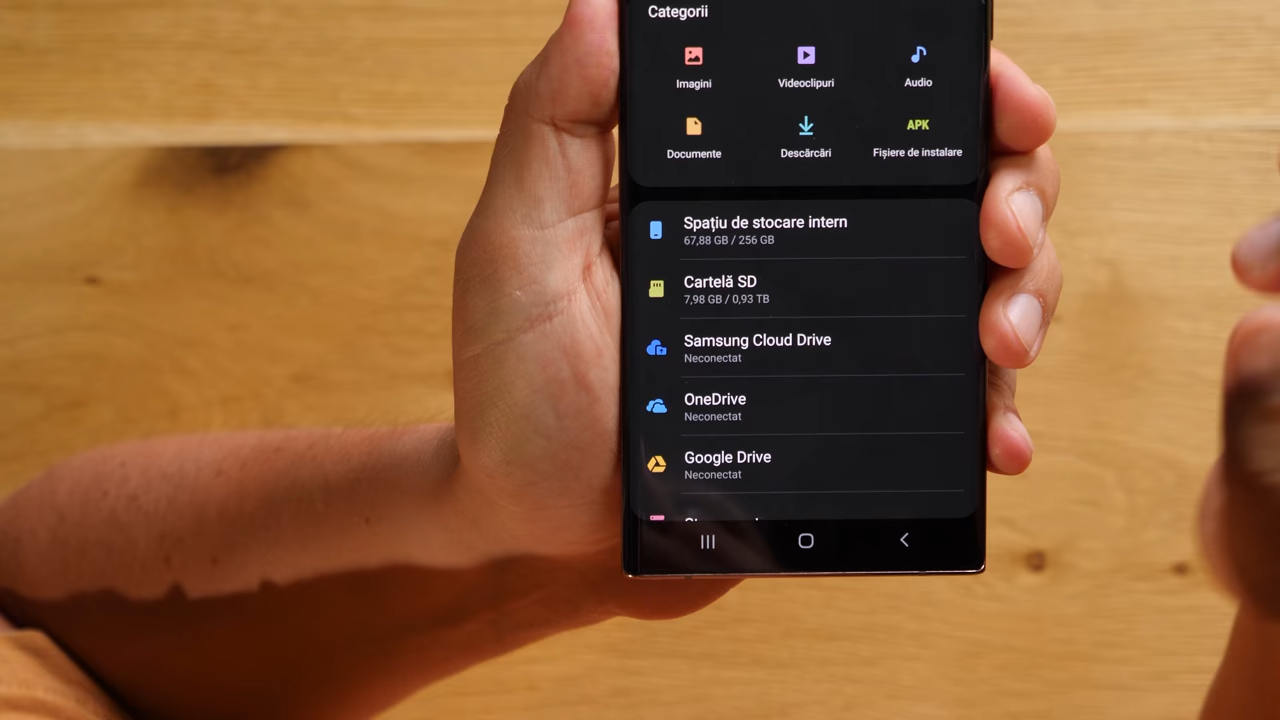 Categorii
Imagini
Videoclipuri
Audio
APK
Documente
Descărcări
Fișiere de instalare
Spațiu de stocare intern
67,88 GB / 256 GB
Cartelă SD
7,98 GB / 0,93 TB
Samsung Cloud Drive
Neconectat
OneDrive
Neconectat
Google Drive
Neconectat